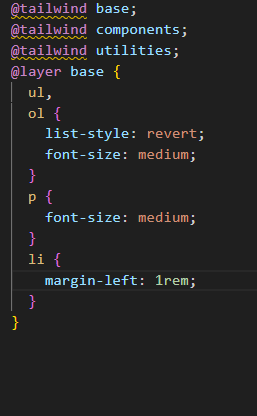 @tailwind base;
@tailwind components;
@tailwind utilities;
@layer base {
  ul,
  ol {
    list-style: revert;
    font-size: medium;
  }
  p {
    font-size: medium;
  }
  li {
    margin-left: 1rem;
  }
}